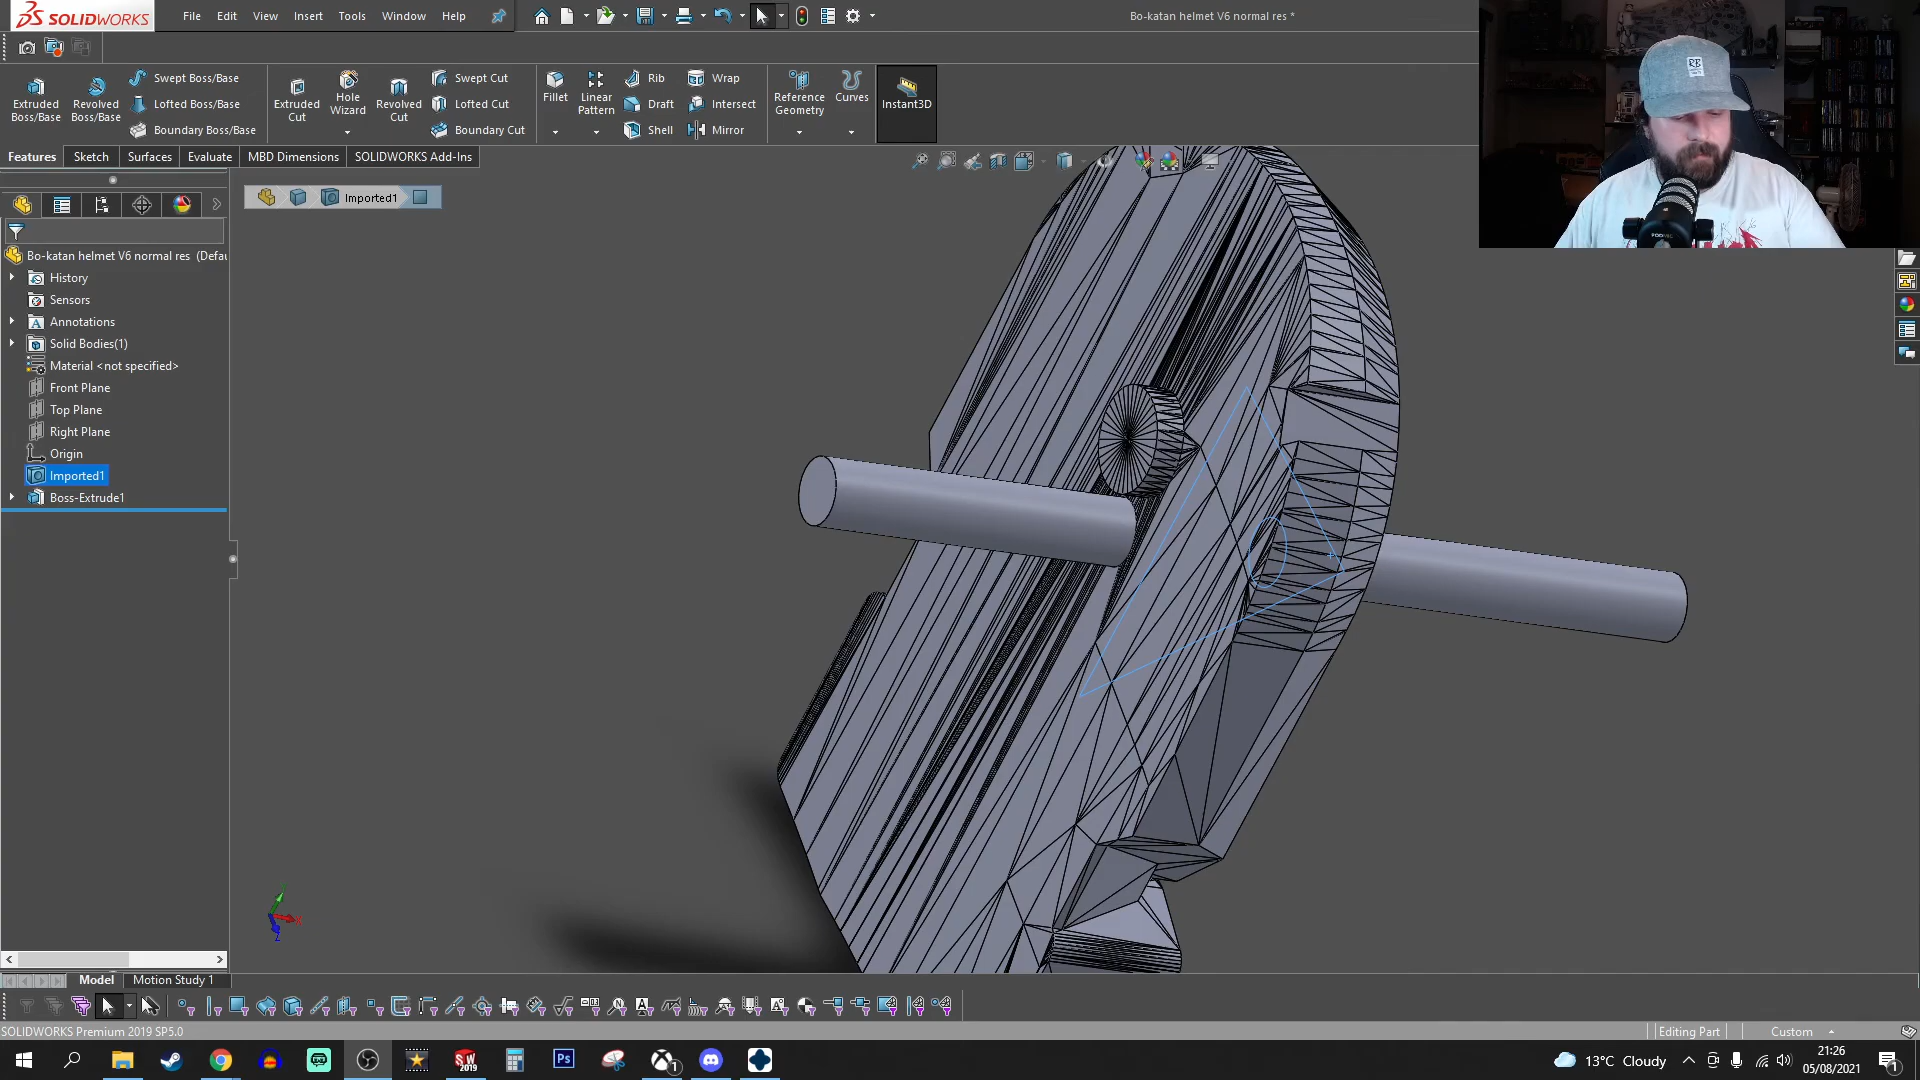 SOLIDWORKS
File Edit View Insert Tools Window Help
Bo-katan helmet V6 normal res *
Extruded Boss/Base
Revolved Boss/Base
Swept Boss/Base
Lofted Boss/Base
Boundary Boss/Base
Extruded Cut
Hole Wizard
Revolved Cut
Swept Cut
Lofted Cut
Boundary Cut
Fillet
Linear Pattern
Rib
Draft
Shell
Wrap
Intersect
Mirror
Reference Geometry
Curves
Instant3D
Features Sketch Surfaces Evaluate MBD Dimensions SOLIDWORKS Add-Ins
Imported1
Bo-katan helmet V6 normal res (Defau
History
Sensors
Annotations
Solid Bodies(1)
Material <not specified>
Front Plane
Top Plane
Right Plane
Origin
Imported1
Boss-Extrude1
Model Motion Study 1
SOLIDWORKS Premium 2019 SP5.0
Editing Part Custom
13°C Cloudy
21:26
05/08/2021